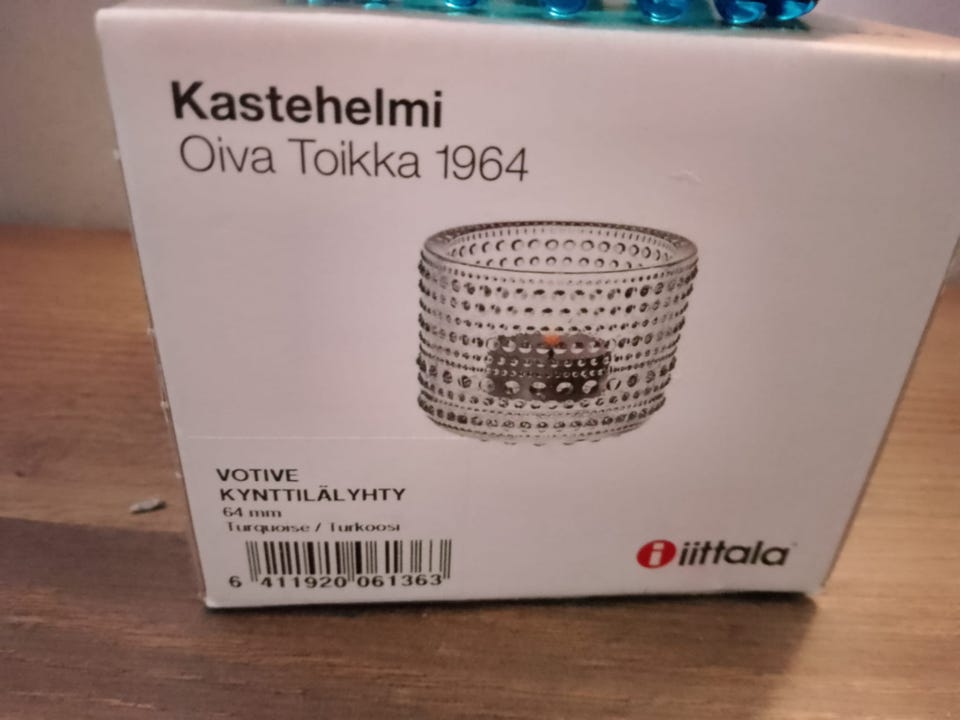 Kastehelmi
Oiva Toikka 1964
VOTIVE
KYNTTILÄLYHTY
64 mm
Turquoise / Turkoosi
6 411920 061363
i iittala